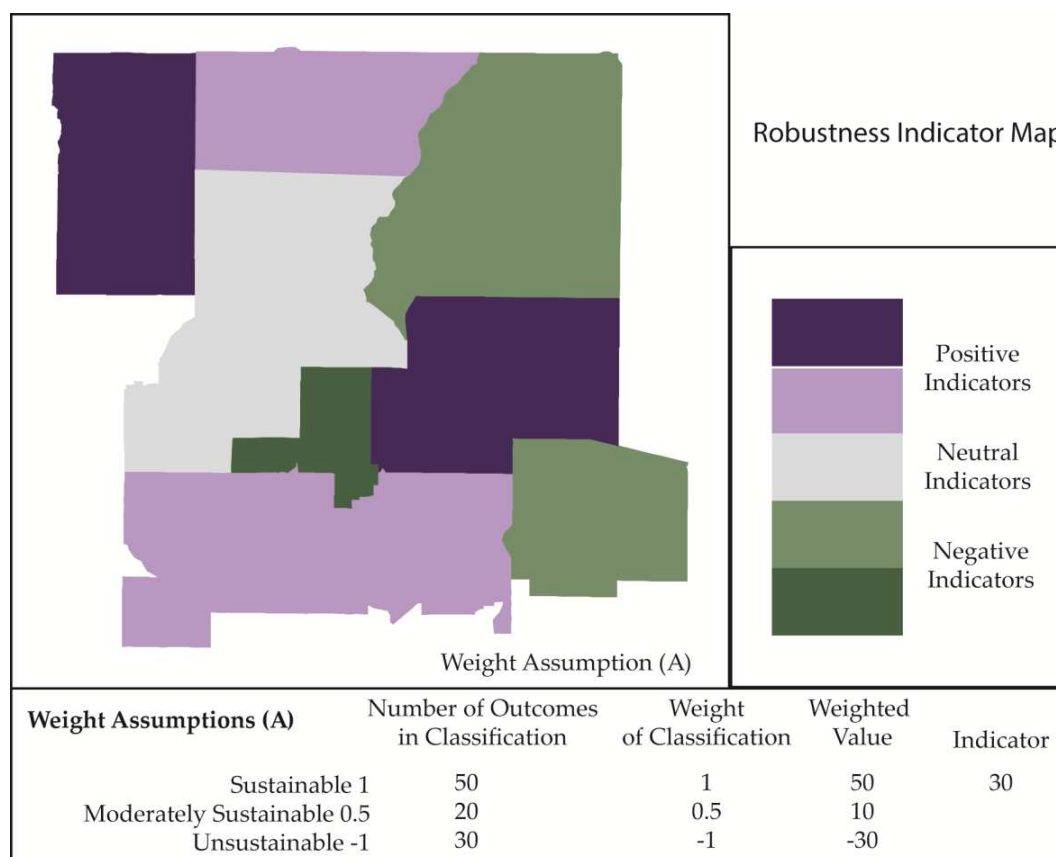 Robustness Indicator Map
Positive
Indicators
Neutral
Indicators
Negative
Indicators
Weight Assumption (A)
Weight Assumptions (A) Number of Outcomes in Classification Weight of Classification Weighted Value Indicator
Sustainable 1 50 1 50 30
Moderately Sustainable 0.5 20 0.5 10
Unsustainable -1 30 -1 -30